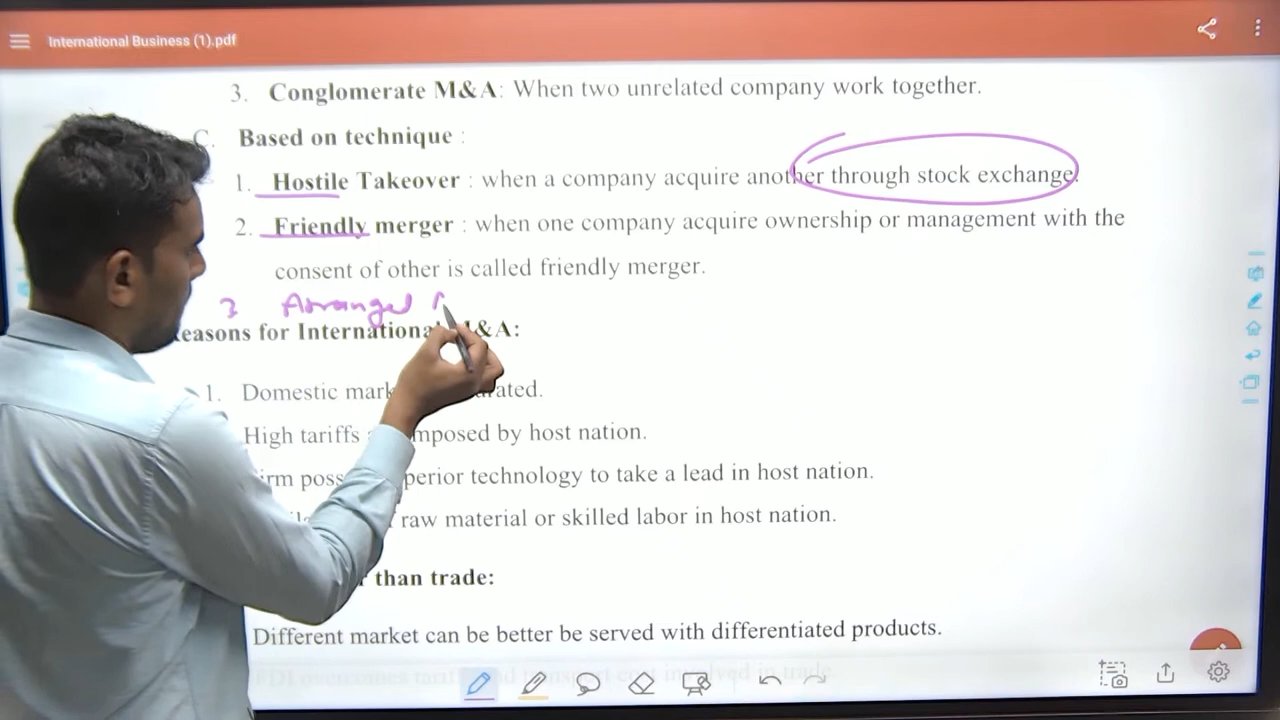 International Business (1).pdf
3. Conglomerate M&A: When two unrelated company work together.
C. Based on technique :
1. Hostile Takeover : when a company acquire another through stock exchange.
2. Friendly merger : when one company acquire ownership or management with the
consent of other is called friendly merger.
3 Arranged
easons for International M&A:
1. Domestic mark
High tariffs mposed by host nation.
irm poss perior technology to take a lead in host nation.
raw material or skilled labor in host nation.
than trade:
Different market can be better be served with differentiated products.